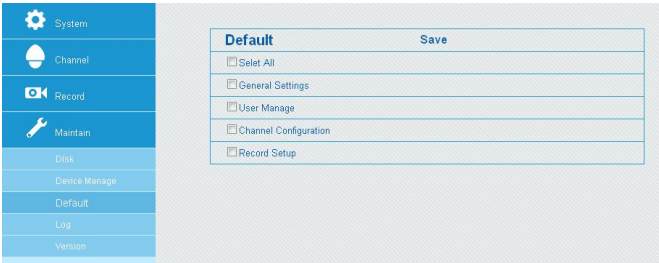 System
Channel
Record
Maintain
Disk
Device Manage
Default
Log
Version
Default Save
Selet All
General Settings
User Manage
Channel Configuration
Record Setup